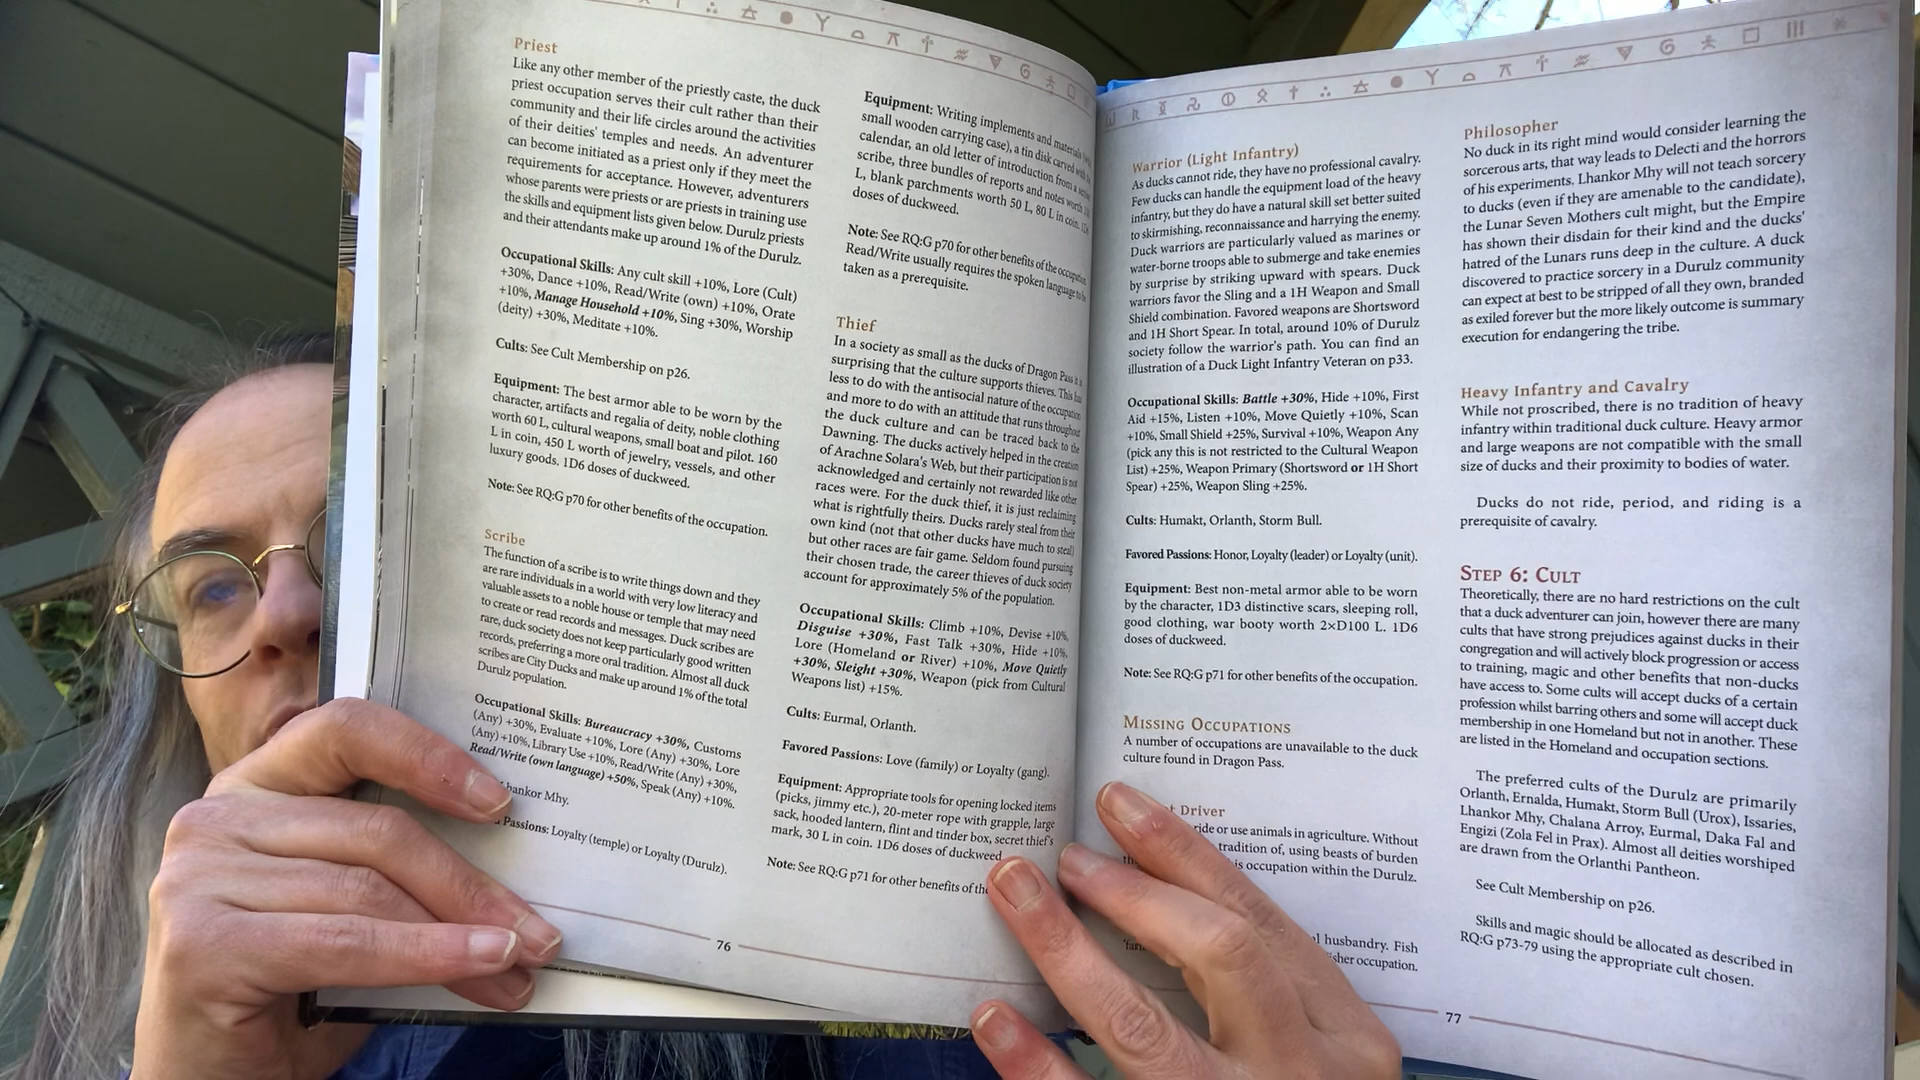 Priest
Like any other member of the priestly caste, the duck
priest occupation serves their cult rather than their
community and their life circles around the activities
of their deities' temples and needs. An adventurer
can become initiated as a priest only if they meet the
requirements for acceptance. However, adventurers
whose parents were priests or are priests in training use
the skills and equipment lists given below. Durulz priests
and their attendants make up around 1% of the Durulz.
Occupational Skills: Any cult skill +10%, Lore (Cult)
+30%, Dance +10%, Read/Write (own) +10%, Orate
+10%, Manage Household +10%, Sing +30%, Worship
(deity) +30%, Meditate +10%.
Cults: See Cult Membership on p26.
Equipment: The best armor able to be worn by the
character, artifacts and regalia of deity, noble clothing
worth 60 L, cultural weapons, small boat and pilot. 160
L in coin, 450 L worth of jewelry, vessels, and other
luxury goods. 1D6 doses of duckweed.
Note: See RQ:G p70 for other benefits of the occupation.
Scribe
The function of a scribe is to write things down and they
are rare individuals in a world with very low literacy and
valuable assets to a noble house or temple that may need
to create or read records and messages. Duck scribes are
rare, duck society does not keep particularly good written
records, preferring a more oral tradition. Almost all duck
scribes are City Ducks and make up around 1% of the total
Durulz population.
Occupational Skills: Bureaucracy +30%, Customs
(Any) +30%, Evaluate +10%, Lore (Any) +30%, Lore
(Any) +10%, Library Use +10%, Read/Write (Any) +30%,
Read/Write (own language) +50%, Speak (Any) +10%.
Mhy.
Passions: Loyalty (temple) or Loyalty (Durulz).
Equipment: Writing implements and materials
small wooden carrying case), a tin disk carved with
calendar, an old letter of introduction from a
scribe, three bundles of reports and notes worth
L, blank parchments worth 50 L, 80 L in coin. 1D6
doses of duckweed.
Note: See RQ:G p70 for other benefits of the occupation.
Read/Write usually requires the spoken language to be
taken as a prerequisite.
Thief
In a society as small as the ducks of Dragon Pass it is
surprising that the culture supports thieves. This has
less to do with the antisocial nature of the occupation
and more to do with an attitude that runs throughout
the duck culture and can be traced back to the
Dawning. The ducks actively helped in the creation
of Arachne Solara's Web, but their participation is not
acknowledged and certainly not rewarded like other
races were. For the duck thief, it is just reclaiming
what is rightfully theirs. Ducks rarely steal from their
own kind (not that other ducks have much to steal)
but other races are fair game. Seldom found pursuing
their chosen trade, the career thieves of duck society
account for approximately 5% of the population.
Occupational Skills: Climb +10%, Devise +10%,
Disguise +30%, Fast Talk +30%, Hide +10%,
Lore (Homeland or River) +10%, Move Quietly
+30%, Sleight +30%, Weapon (pick from Cultural
Weapons list) +15%.
Cults: Eurmal, Orlanth.
Favored Passions: Love (family) or Loyalty (gang).
Equipment: Appropriate tools for opening locked items
(picks, jimmy etc.), 20-meter rope with grapple, large
sack, hooded lantern, flint and tinder box, secret thief's
mark, 30 L in coin. 1D6 doses of duckweed
Note: See RQ:G p71 for other benefits of the
76
Warrior (Light Infantry)
As ducks cannot ride, they have no professional cavalry.
Few ducks can handle the equipment load of the heavy
infantry, but they do have a natural skill set better suited
to skirmishing, reconnaissance and harrying the enemy.
Duck warriors are particularly valued as marines or
water-borne troops able to submerge and take enemies
by surprise by striking upward with spears. Duck
warriors favor the Sling and a 1H Weapon and Small
Shield combination. Favored weapons are Shortsword
and 1H Short Spear. In total, around 10% of Durulz
society follow the warrior's path. You can find an
illustration of a Duck Light Infantry Veteran on p33.
Occupational Skills: Battle +30%, Hide +10%, First
Aid +15%, Listen +10%, Move Quietly +10%, Scan
+10%, Small Shield +25%, Survival +10%, Weapon Any
(pick any this is not restricted to the Cultural Weapon
List) +25%, Weapon Primary (Shortsword or 1H Short
Spear) +25%, Weapon Sling +25%.
Cults: Humakt, Orlanth, Storm Bull.
Favored Passions: Honor, Loyalty (leader) or Loyalty (unit).
Equipment: Best non-metal armor able to be worn
by the character, 1D3 distinctive scars, sleeping roll,
good clothing, war booty worth 2×D100 L. 1D6
doses of duckweed.
Note: See RQ:G p71 for other benefits of the occupation.
Missing Occupations
A number of occupations are unavailable to the duck
culture found in Dragon Pass.
Driver
ride or use animals in agriculture. Without
tradition of, using beasts of burden
is occupation within the Durulz.
husbandry. Fish
occupation.
Philosopher
No duck in its right mind would consider learning the
sorcerous arts, that way leads to Delecti and the horrors
of his experiments. Lhankor Mhy will not teach sorcery
to ducks (even if they are amenable to the candidate),
the Lunar Seven Mothers cult might, but the Empire
has shown their disdain for their kind and the ducks'
hatred of the Lunars runs deep in the culture. A duck
discovered to practice sorcery in a Durulz community
can expect at best to be stripped of all they own, branded
as exiled forever but the more likely outcome is summary
execution for endangering the tribe.
Heavy Infantry and Cavalry
While not proscribed, there is no tradition of heavy
infantry within traditional duck culture. Heavy armor
and large weapons are not compatible with the small
size of ducks and their proximity to bodies of water.
Ducks do not ride, period, and riding is a
prerequisite of cavalry.
Step 6: Cult
Theoretically, there are no hard restrictions on the cult
that a duck adventurer can join, however there are many
cults that have strong prejudices against ducks in their
congregation and will actively block progression or access
to training, magic and other benefits that non-ducks
have access to. Some cults will accept ducks of a certain
profession whilst barring others and some will accept duck
membership in one Homeland but not in another. These
are listed in the Homeland and occupation sections.
The preferred cults of the Durulz are primarily
Orlanth, Ernalda, Humakt, Storm Bull (Urox), Issaries,
Lhankor Mhy, Chalana Arroy, Eurmal, Daka Fal and
Engizi (Zola Fel in Prax). Almost all deities worshiped
are drawn from the Orlanthi Pantheon.
See Cult Membership on p26.
Skills and magic should be allocated as described in
RQ:G p73-79 using the appropriate cult chosen.
77